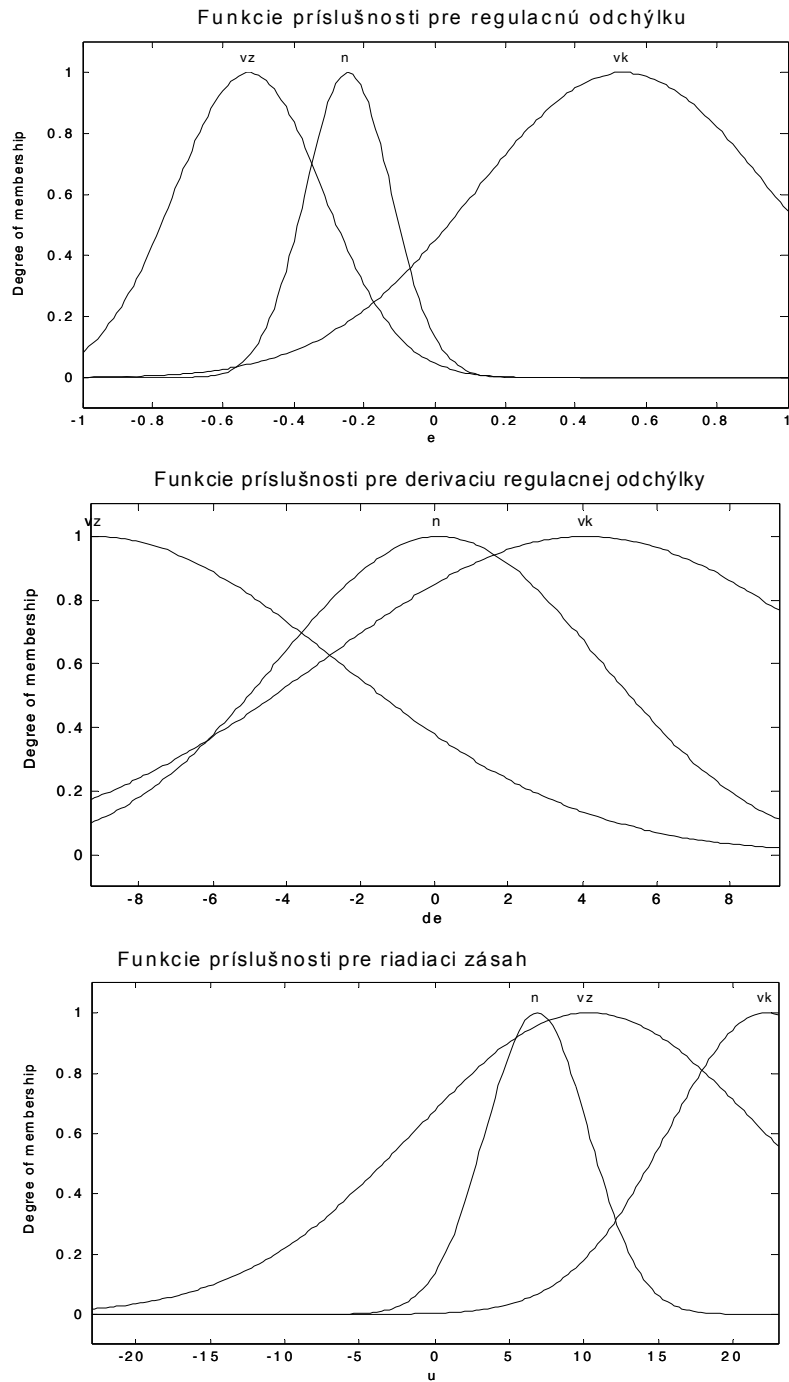 Funkcie príslušnosti pre regulacnú odchýlku
vz n vk
Degree of membership
1
0.8
0.6
0.4
0.2
0
-1 -0.8 -0.6 -0.4 -0.2 0 0.2 0.4 0.6 0.8 1
e
Funkcie príslušnosti pre derivaciu regulacnej odchýlky
vz n vk
Degree of membership
1
0.8
0.6
0.4
0.2
0
-8 -6 -4 -2 0 2 4 6 8
de
Funkcie príslušnosti pre riadiaci zásah
n vz vk
Degree of membership
1
0.8
0.6
0.4
0.2
0
-20 -15 -10 -5 0 5 10 15 20
u